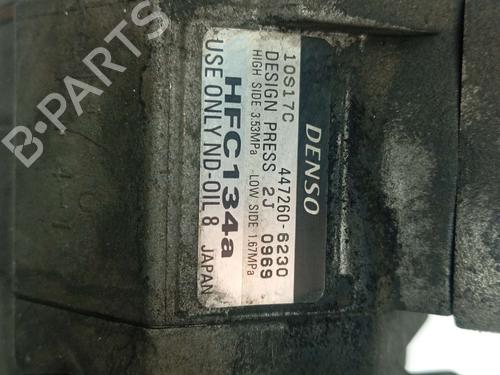 B-PARTS
DENSO
10S17C 447260-6230
DESIGN PRESS 2J 0969
HIGH SIDE 3.53MPa -LOW SIDE 1.67MPa
HFC134a
USE ONLY ND-OIL 8 JAPAN